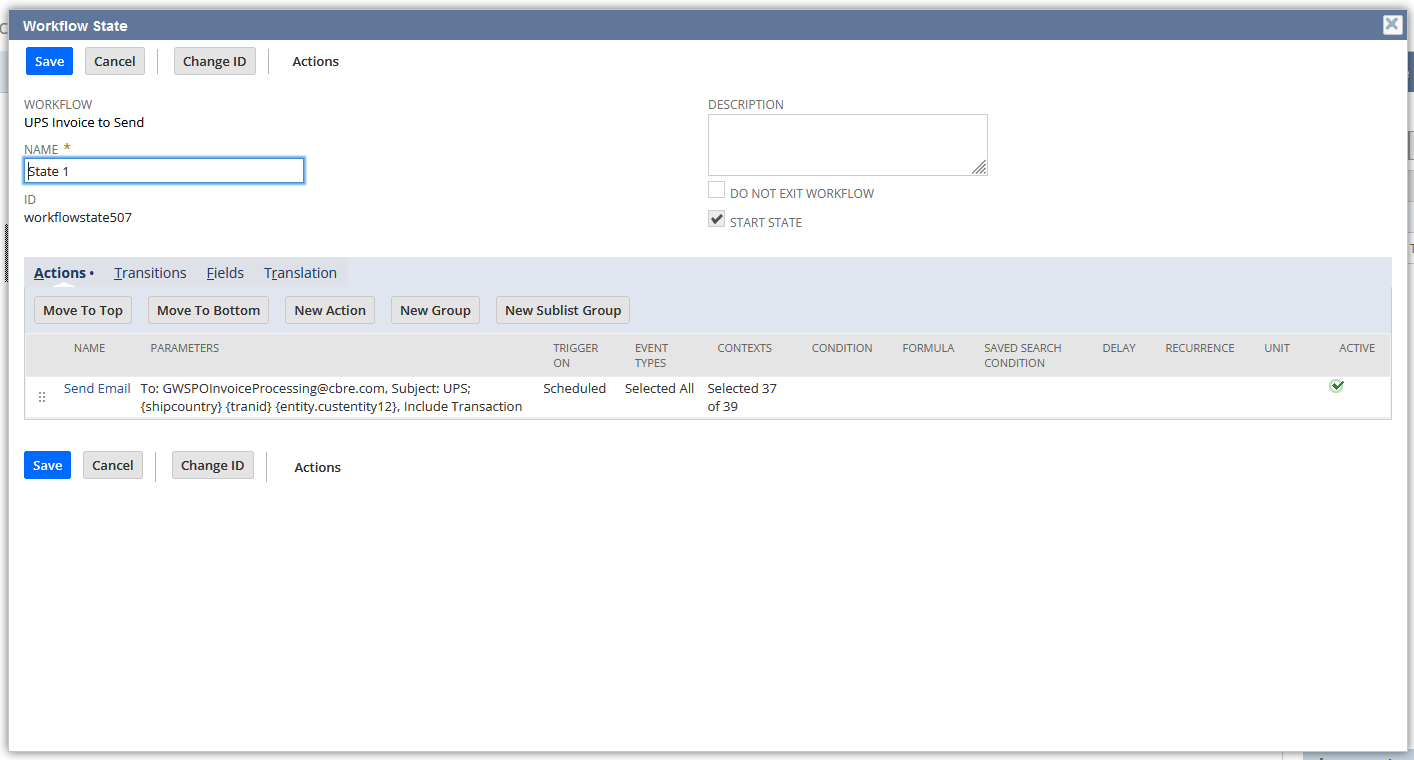 Workflow State
Save
Cancel
Change ID
Actions
WORKFLOW
UPS Invoice to Send
NAME *
State 1
ID
workflowstate507
DESCRIPTION
DO NOT EXIT WORKFLOW
START STATE
Actions •
Transitions
Fields
Translation
Move To Top
Move To Bottom
New Action
New Group
New Sublist Group
NAME
PARAMETERS
TRIGGER
ON
EVENT
TYPES
CONTEXTS
CONDITION
FORMULA
SAVED SEARCH
CONDITION
DELAY
RECURRENCE
UNIT
ACTIVE
Send Email
To: GWSPOInvoiceProcessing@cbre.com, Subject: UPS;
{shipcountry} {tranid} {entity.custentity12}, Include Transaction
Scheduled
Selected All
Selected 37
of 39
Save
Cancel
Change ID
Actions